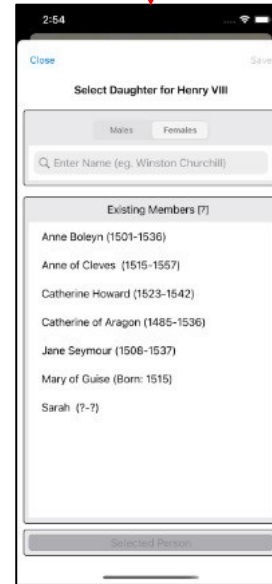 2:54
Close Save
Select Daughter for Henry VIII
Males Females
Enter Name (eg. Winston Churchill)
Existing Members [7]
Anne Boleyn (1501-1536)
Anne of Cleves (1515-1557)
Catherine Howard (1523-1542)
Catherine of Aragon (1485-1536)
Jane Seymour (1508-1537)
Mary of Guise (Born: 1515)
Sarah (?-?)
Selected Person